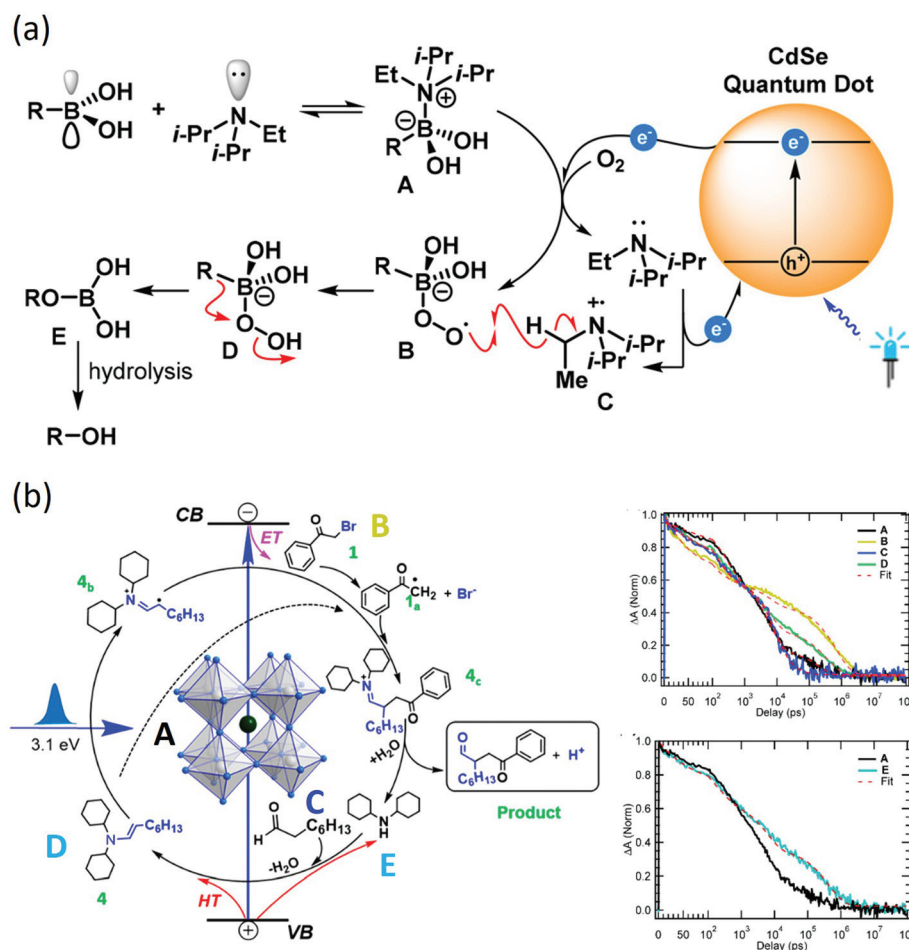 (a)
CdSe
Quantum Dot
R-B
OH
OH
+
i-Pr
N
Et
i-Pr
Et
i-Pr
i-Pr
N
+
−
B
OH
OH
R
A
e-
O2
e-
h+
N
Et
i-Pr
i-Pr
e-
RO-B
OH
OH
E
R
B
OH
OH
−
O-OH
D
R
B
OH
OH
−
O-O·
B
H
+·
N
i-Pr
i-Pr
Me
C
hydrolysis
R-OH
(b)
CB
−
ET
O
Br
B
1
O
CH2
1a
+ Br-
4b
N
C6H13
4c
N
+
C6H13
O
3.1 eV
A
+H2O
O
C6H13
O
+ H+
Product
C
O
H
C6H13
N
H
E
-H2O
D
N
C6H13
4
HT
+
VB
1.0
0.8
0.6
0.4
0.2
0.0
ΔA (Norm)
A
B
C
D
Fit
0 50 10² 10³ 10⁴ 10⁵ 10⁶ 10⁷
Delay (ps)
1.0
0.8
0.6
0.4
0.2
0.0
ΔA (Norm)
A
E
Fit
0 50 10² 10³ 10⁴ 10⁵ 10⁶ 10⁷
Delay (ps)